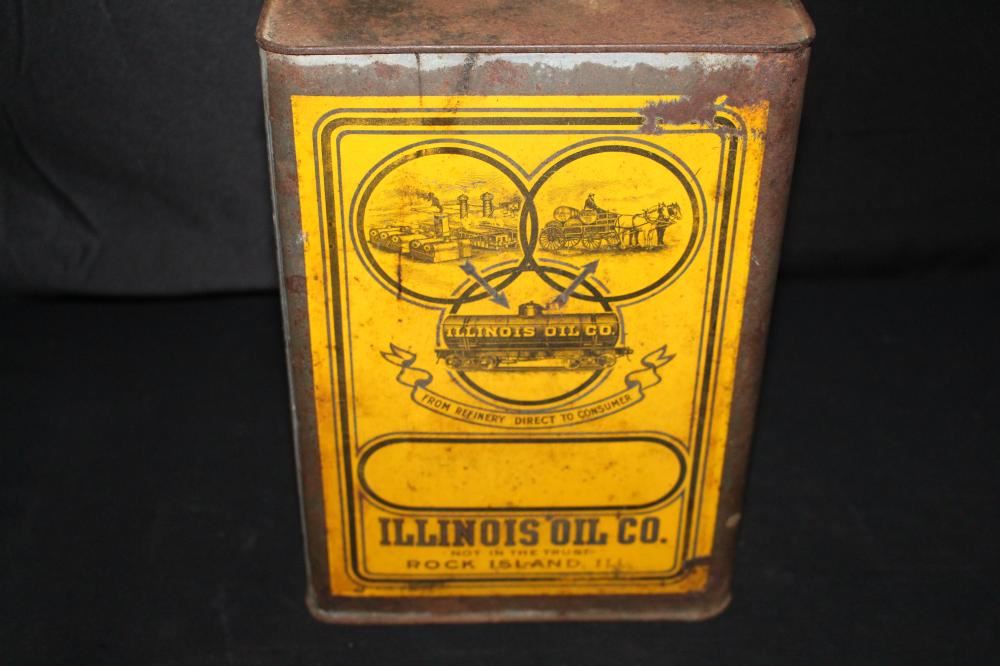 ILLINOIS OIL CO.
FROM REFINERY DIRECT TO CONSUMER
ILLINOIS OIL CO.
NOT IN THE TRUST
ROCK ISLAND, ILL.